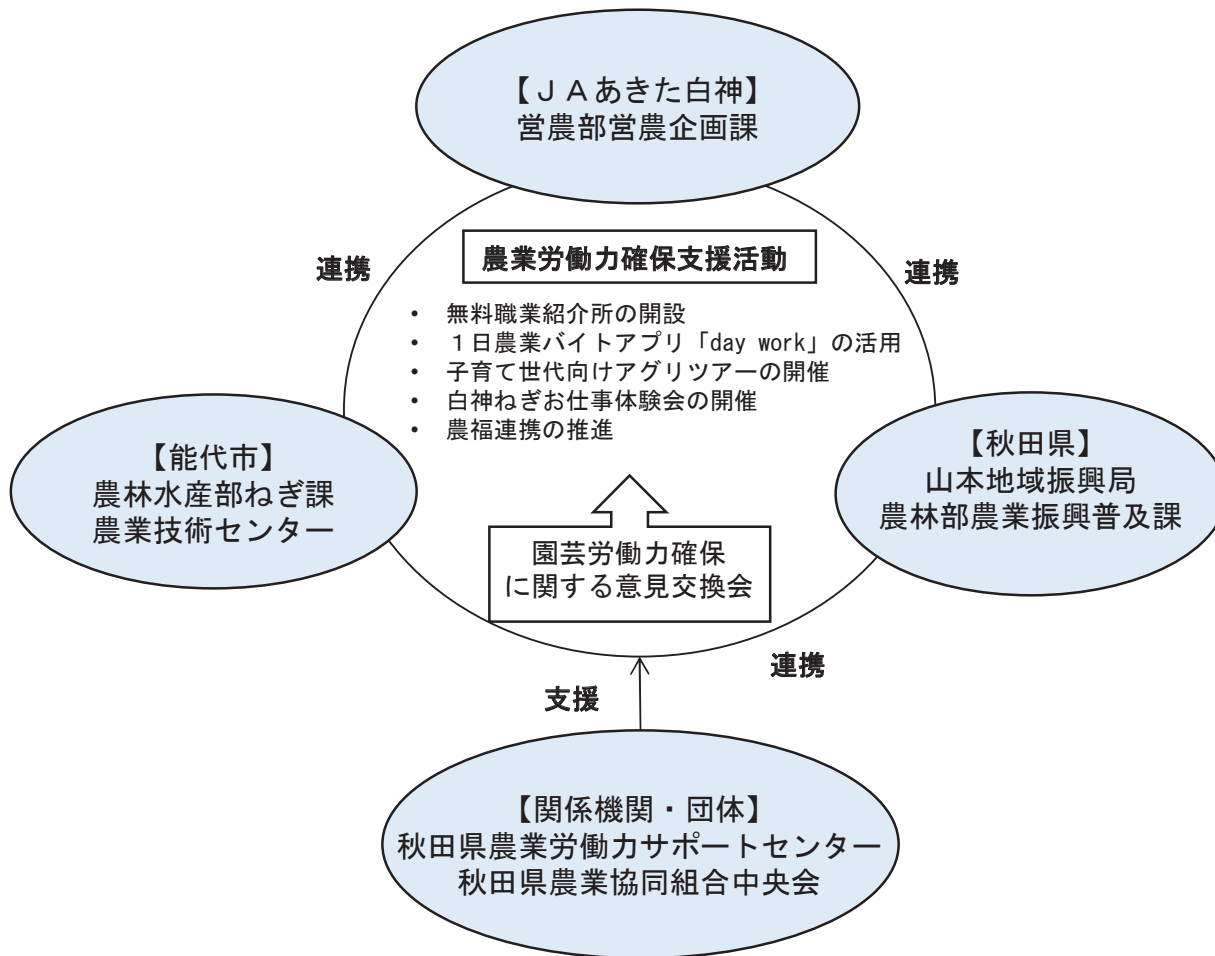 【ＪＡあきた白神】
営農部営農企画課
連携
農業労働力確保支援活動
連携
・ 無料職業紹介所の開設
・ １日農業バイトアプリ「day work」の活用
・ 子育て世代向けアグリツアーの開催
・ 白神ねぎお仕事体験会の開催
・ 農福連携の推進
【能代市】
農林水産部ねぎ課
農業技術センター
【秋田県】
山本地域振興局
農林部農業振興普及課
園芸労働力確保
に関する意見交換会
連携
支援
【関係機関・団体】
秋田県農業労働力サポートセンター
秋田県農業協同組合中央会